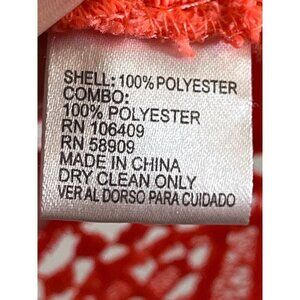 SHELL: 100% POLYESTER
COMBO:
100% POLYESTER
RN 106409
RN 58909
MADE IN CHINA
DRY CLEAN ONLY
VER AL DORSO PARA CUIDADO